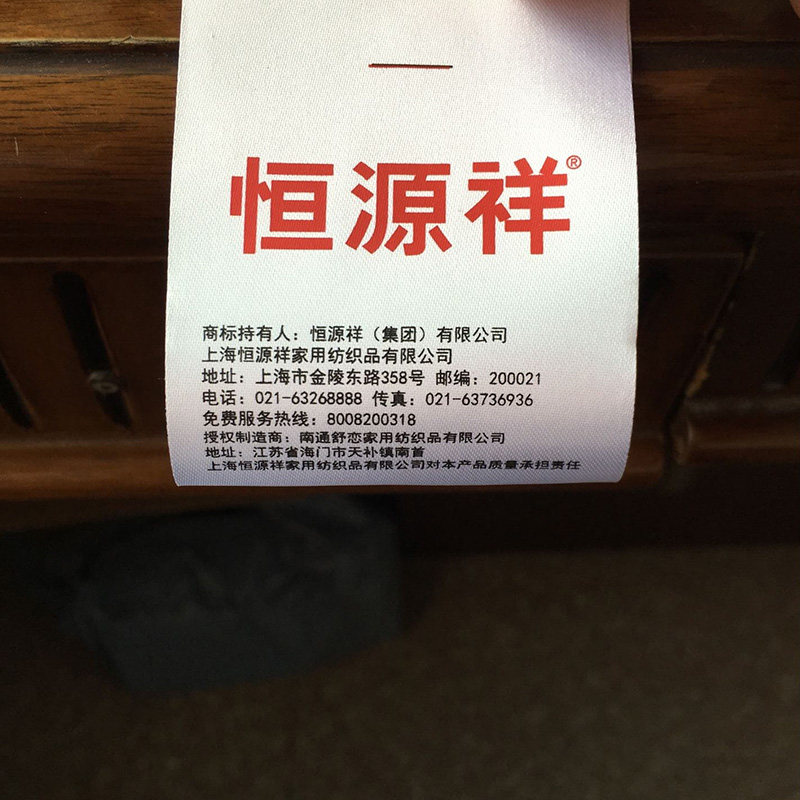 恒源祥®
商标持有人：恒源祥（集团）有限公司
上海恒源祥家用纺织品有限公司
地址：上海市金陵东路358号 邮编：200021
电话：021-63268888 传真：021-63736936
免费服务热线：8008200318
授权制造商：南通舒恋家用纺织品有限公司
地址：江苏省海门市天补镇南首
上海恒源祥家用纺织品有限公司对本产品质量承担责任